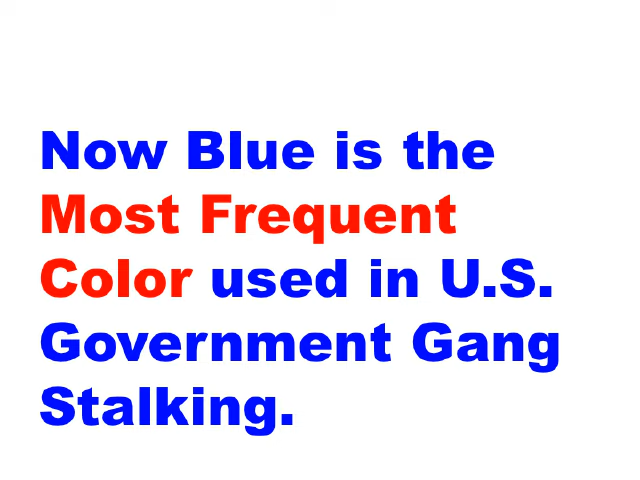 Now Blue is the
Most Frequent
Color used in U.S.
Government Gang
Stalking.